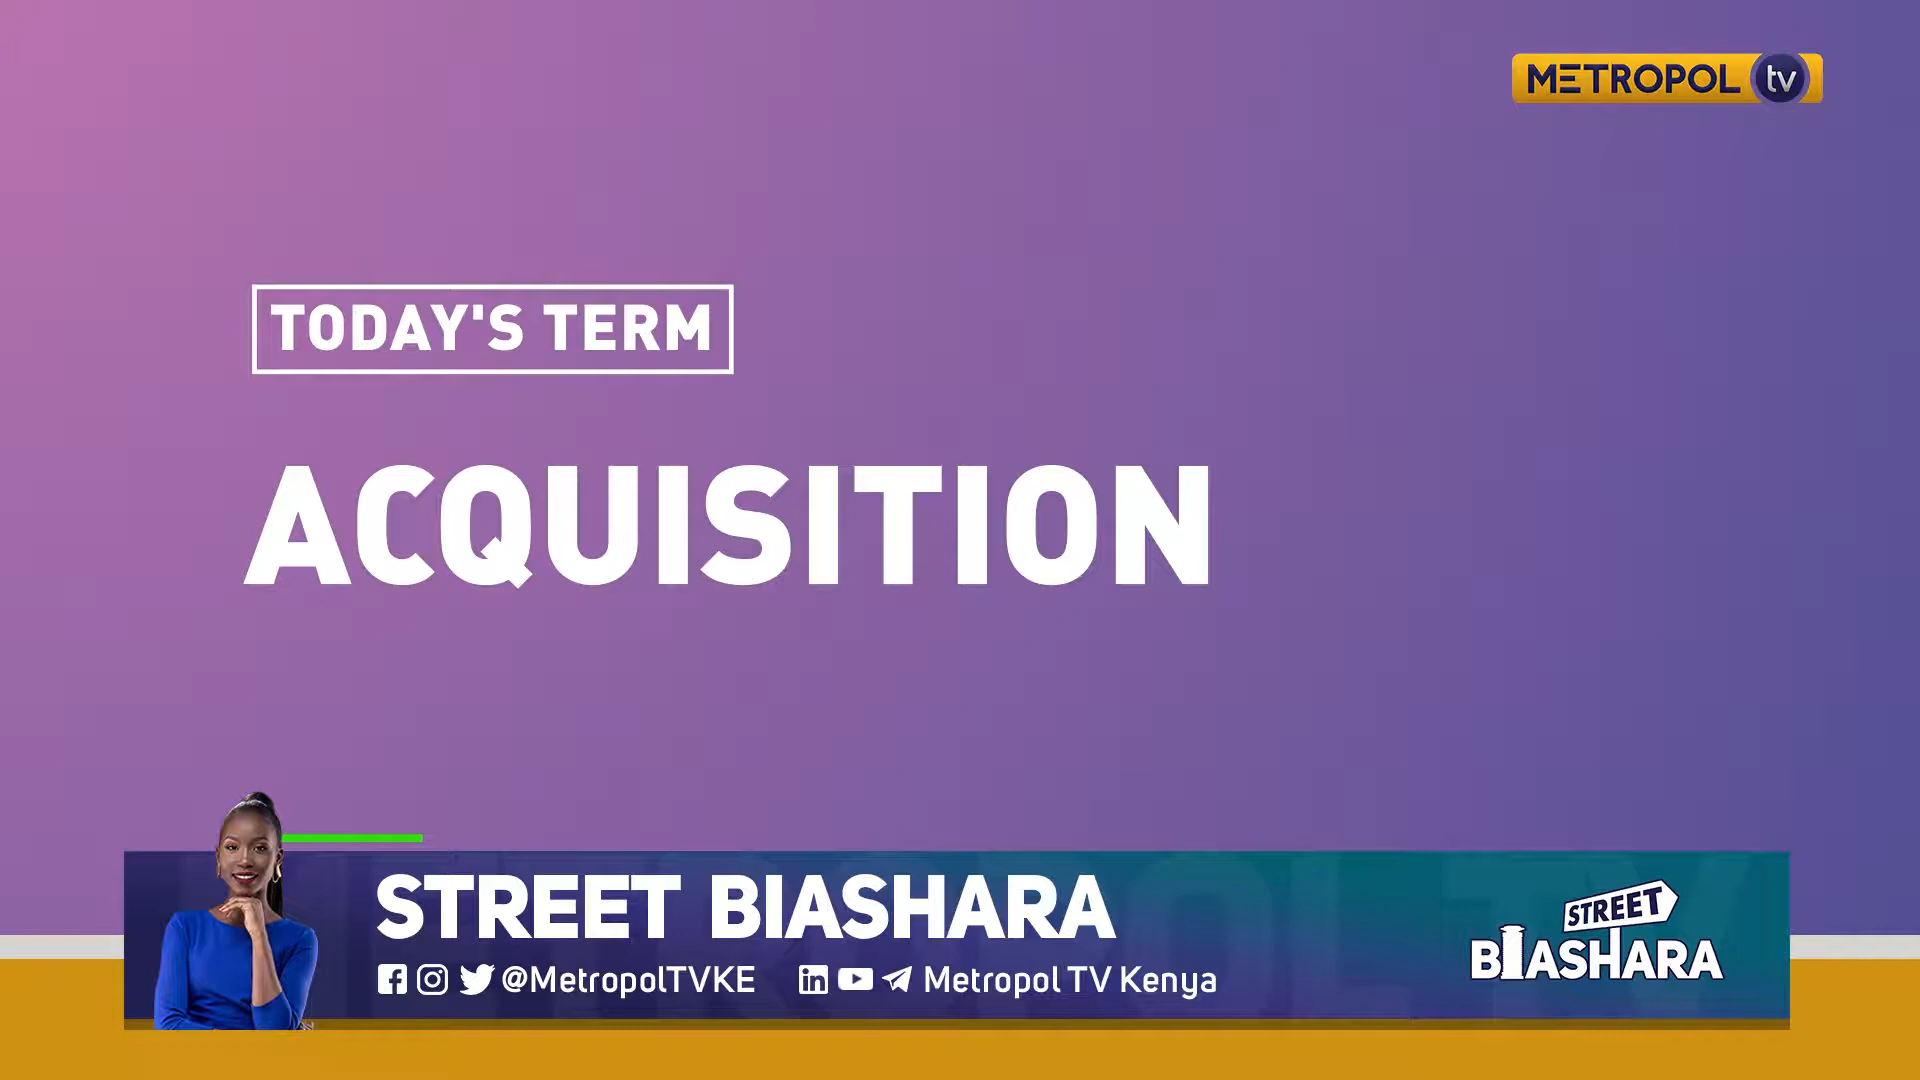 METROPOL tv
TODAY'S TERM
ACQUISITION
STREET BIASHARA
@MetropolTVKE Metropol TV Kenya
STREET
BIASHARA